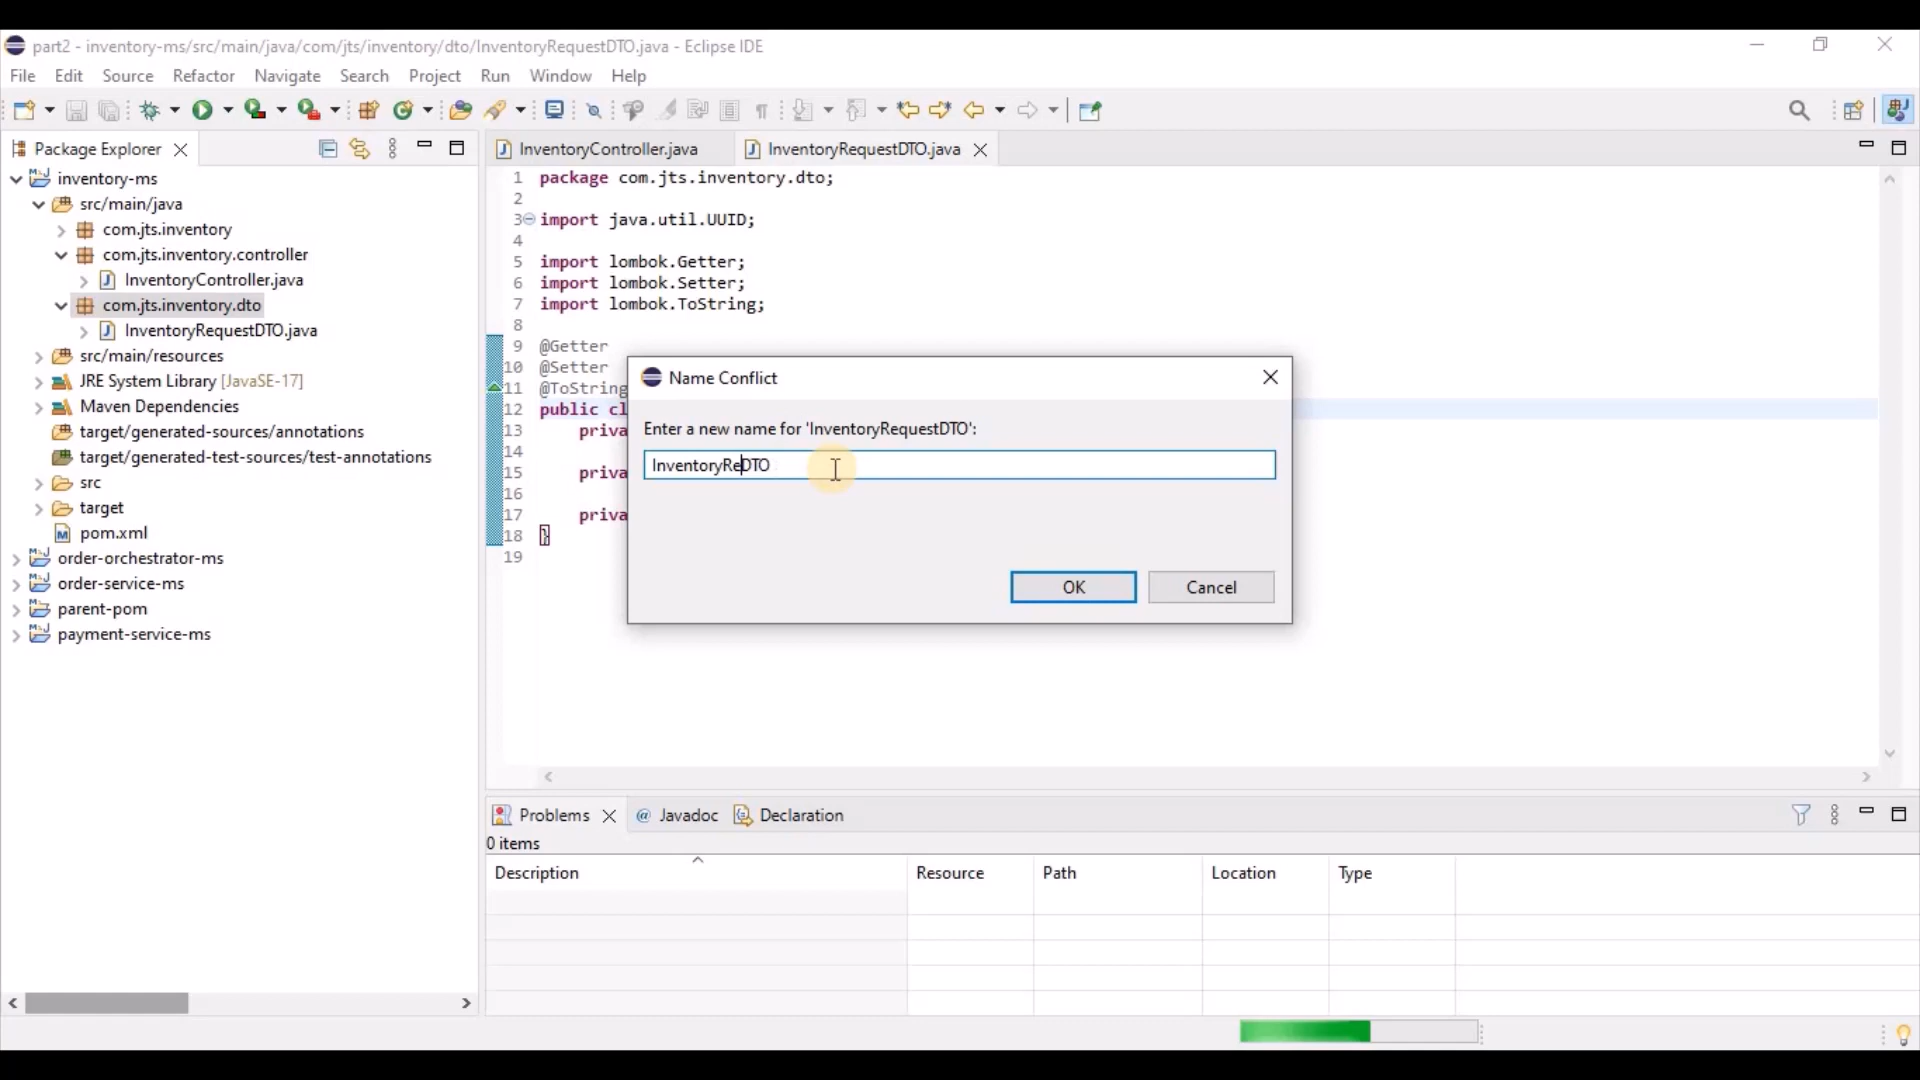 part2 - inventory-ms/src/main/java/com/jts/inventory/dto/InventoryRequestDTO.java - Eclipse IDE
File Edit Source Refactor Navigate Search Project Run Window Help
Package Explorer
inventory-ms
src/main/java
com.jts.inventory
com.jts.inventory.controller
InventoryController.java
com.jts.inventory.dto
InventoryRequestDTO.java
src/main/resources
JRE System Library [JavaSE-17]
Maven Dependencies
target/generated-sources/annotations
target/generated-test-sources/test-annotations
src
target
pom.xml
order-orchestrator-ms
order-service-ms
parent-pom
payment-service-ms
InventoryController.java InventoryRequestDTO.java
1 package com.jts.inventory.dto;
2
3 import java.util.UUID;
4
5 import lombok.Getter;
6 import lombok.Setter;
7 import lombok.ToString;
8
9 @Getter
10 @Setter
11 @ToString
12 public cl
13 priva
14
15 priva
16
17 priva
18 }
19
Name Conflict
Enter a new name for 'InventoryRequestDTO':
InventoryReDTO
OK Cancel
Problems @ Javadoc Declaration
0 items
Description Resource Path Location Type